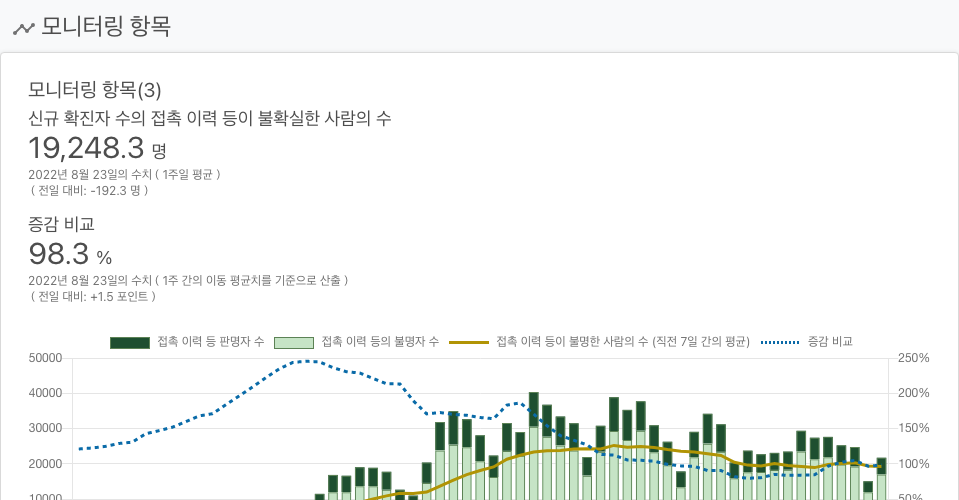 모니터링 항목
모니터링 항목(3)
신규 확진자 수의 접촉 이력 등이 불확실한 사람의 수
19,248.3 명
2022년 8월 23일의 수치 ( 1주일 평균 )
( 전일 대비: -192.3 명 )
증감 비교
98.3 %
2022년 8월 23일의 수치 ( 1주 간의 이동 평균치를 기준으로 산출 )
( 전일 대비: +1.5 포인트 )
접촉 이력 등 판명자 수 접촉 이력 등의 불명자 수 접촉 이력 등이 불명한 사람의 수 (직전 7일 간의 평균) 증감 비교
50000 250%
40000 200%
30000 150%
20000 100%
10000 50%